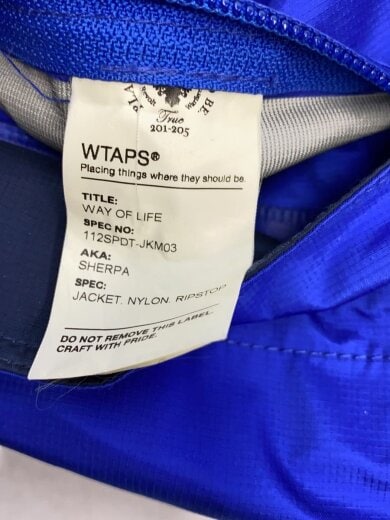 True
201-205
WTAPS®
Placing things where they should be.
TITLE:
WAY OF LIFE
SPEC NO:
112SPDT-JKM03
AKA:
SHERPA
SPEC:
JACKET. NYLON. RIPSTOP
DO NOT REMOVE THIS LABEL.
CRAFT WITH PRIDE.